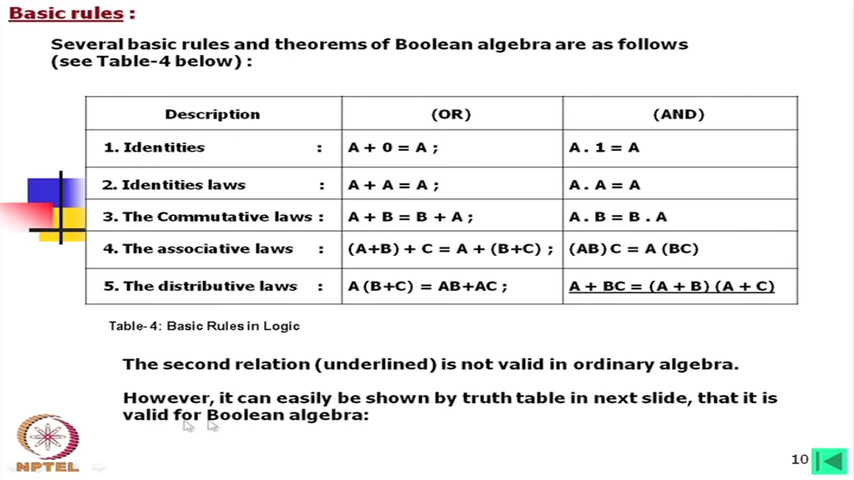 Basic rules :
Several basic rules and theorems of Boolean algebra are as follows
(see Table-4 below) :
Description (OR) (AND)
1. Identities : A + 0 = A ; A . 1 = A
2. Identities laws : A + A = A ; A . A = A
3. The Commutative laws : A + B = B + A ; A . B = B . A
4. The associative laws : (A+B) + C = A + (B+C) ; (AB) C = A (BC)
5. The distributive laws : A (B+C) = AB+AC ; A + BC = (A + B) (A + C)
Table- 4: Basic Rules in Logic
The second relation (underlined) is not valid in ordinary algebra.
However, it can easily be shown by truth table in next slide, that it is
valid for Boolean algebra:
NPTEL
10